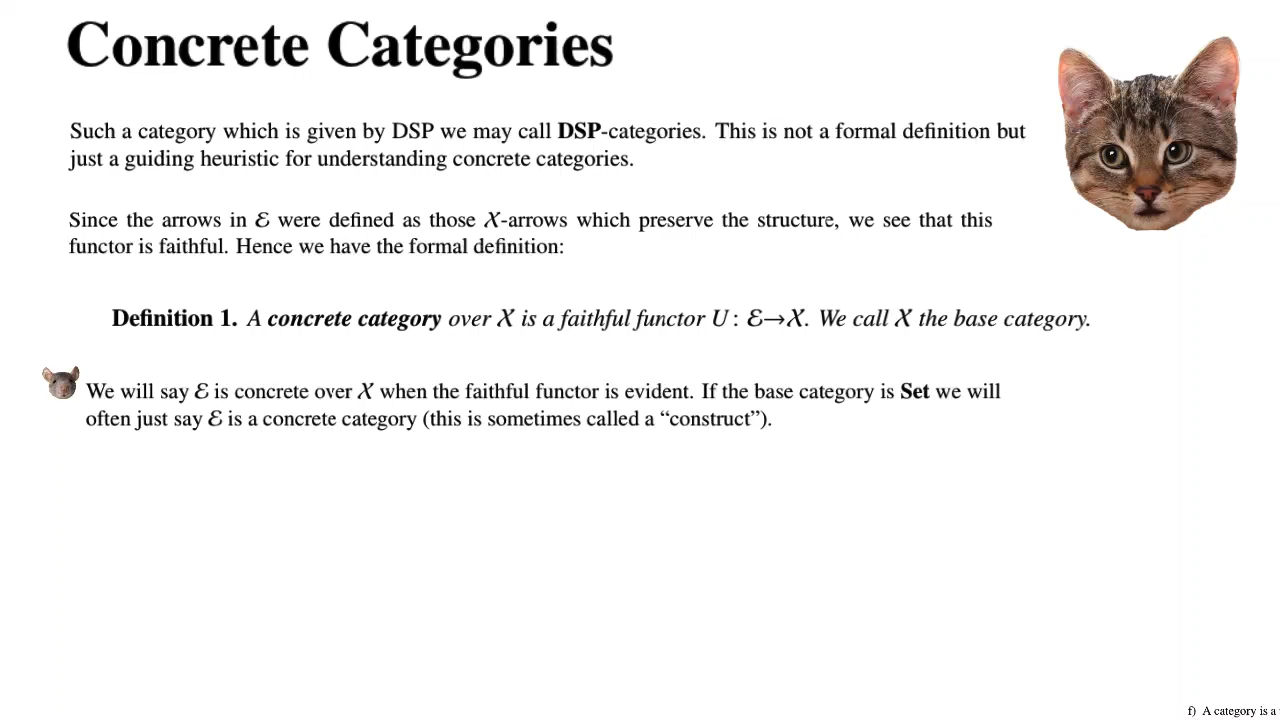 Concrete Categories
Such a category which is given by DSP we may call DSP-categories. This is not a formal definition but
just a guiding heuristic for understanding concrete categories.
Since the arrows in ℰ were defined as those 𝒳-arrows which preserve the structure, we see that this
functor is faithful. Hence we have the formal definition:
Definition 1. A concrete category over 𝒳 is a faithful functor U : ℰ→𝒳. We call 𝒳 the base category.
We will say ℰ is concrete over 𝒳 when the faithful functor is evident. If the base category is Set we will
often just say ℰ is a concrete category (this is sometimes called a “construct”).
f) A category is a